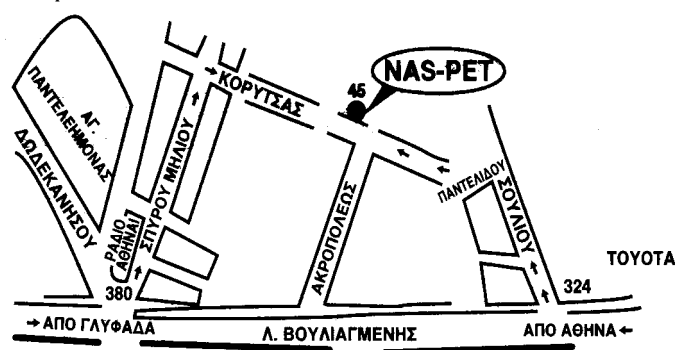 NAS-PET
45
ΚΟΡΥΤΣΑΣ
ΑΓ.
ΠΑΝΤΕΛΕΗΜΟΝΑΣ
ΔΩΔΕΚΑΝΗΣΟΥ
ΣΠΥΡΟΥ ΜΗΛΙΟΥ
ΡΑΔΙΟ
ΑΘΗΝΑΙ
380
ΑΚΡΟΠΟΛΕΩΣ
ΠΑΝΤΕΛΙΔΟΥ
ΣΟΥΛΙΟΥ
TOYOTA
324
→ΑΠΟ ΓΛΥΦΑΔΑ
Λ. ΒΟΥΛΙΑΓΜΕΝΗΣ
ΑΠΟ ΑΘΗΝΑ←